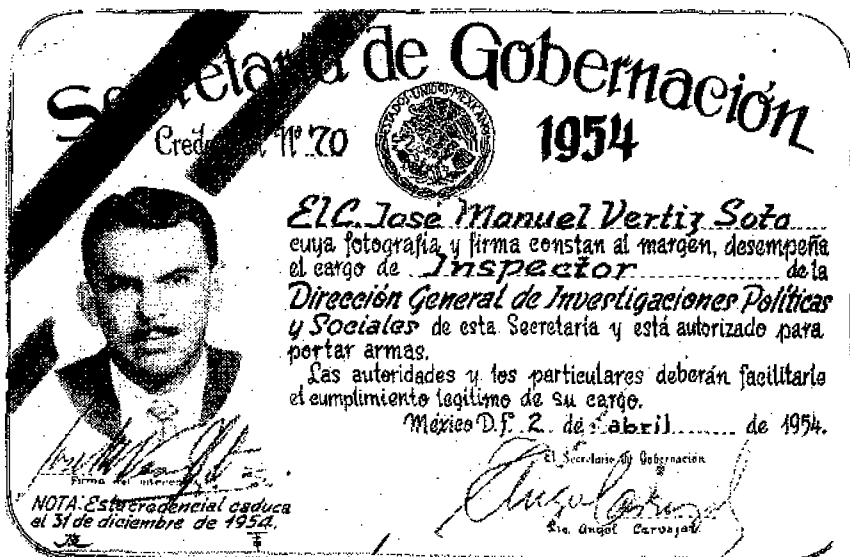 Secretaría de Gobernación
Credencial Nº 70
ESTADOS UNIDOS MEXICANOS
1954
El C. José Manuel Vertiz Soto
cuya fotografía y firma constan al margen, desempeña
el cargo de Inspector de la
Dirección General de Investigaciones Políticas
y Sociales de esta Secretaría y está autorizado para
portar armas.
Las autoridades y los particulares deberán facilitarle
el cumplimiento legítimo de su cargo.
México D.F. 2 de abril de 1954.
El Secretario de Gobernación
Lic. Angel Carvajal
Firma del interesado
NOTA: Esta credencial caduca
el 31 de diciembre de 1954.